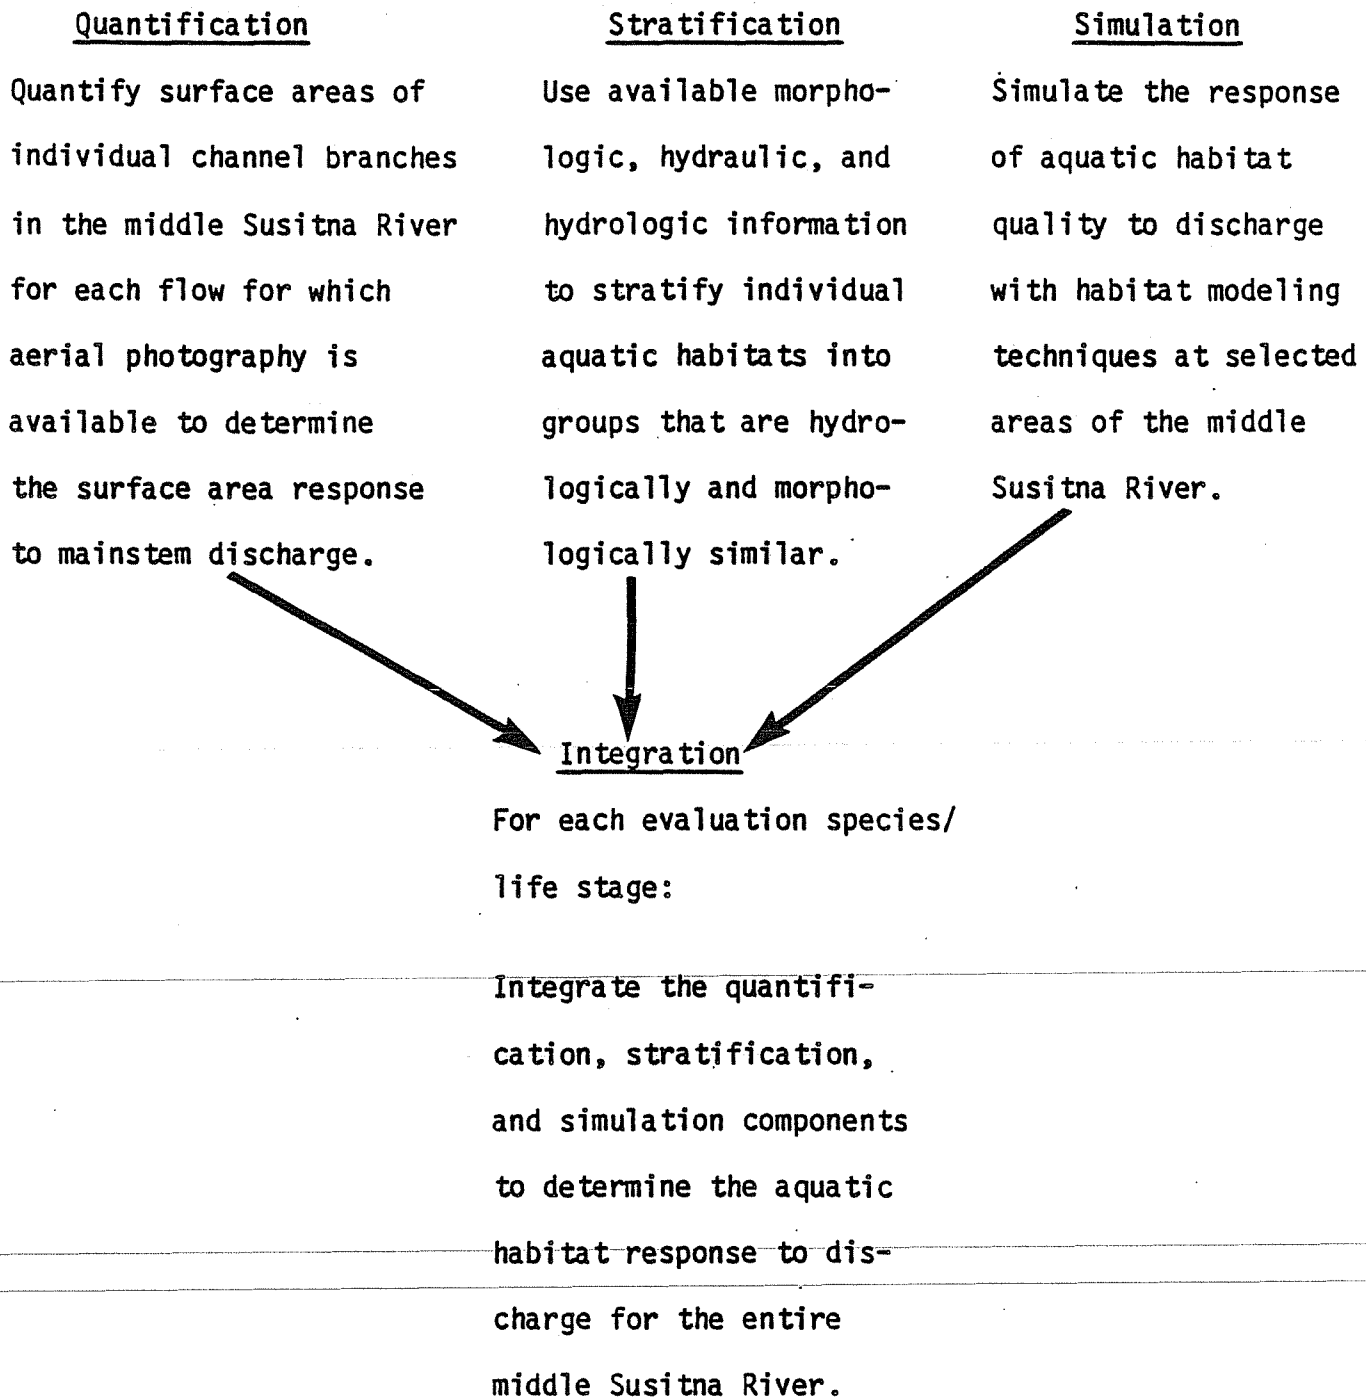 Quantification
Quantify surface areas of
individual channel branches
in the middle Susitna River
for each flow for which
aerial photography is
available to determine
the surface area response
to mainstem discharge.
Stratification
Use available morpho-
logic, hydraulic, and
hydrologic information
to stratify individual
aquatic habitats into
groups that are hydro-
logically and morpho-
logically similar.
Simulation
Simulate the response
of aquatic habitat
quality to discharge
with habitat modeling
techniques at selected
areas of the middle
Susitna River.
Integration
For each evaluation species/
life stage:
Integrate the quantifi-
cation, stratification,
and simulation components
to determine the aquatic
habitat response to dis-
charge for the entire
middle Susitna River.